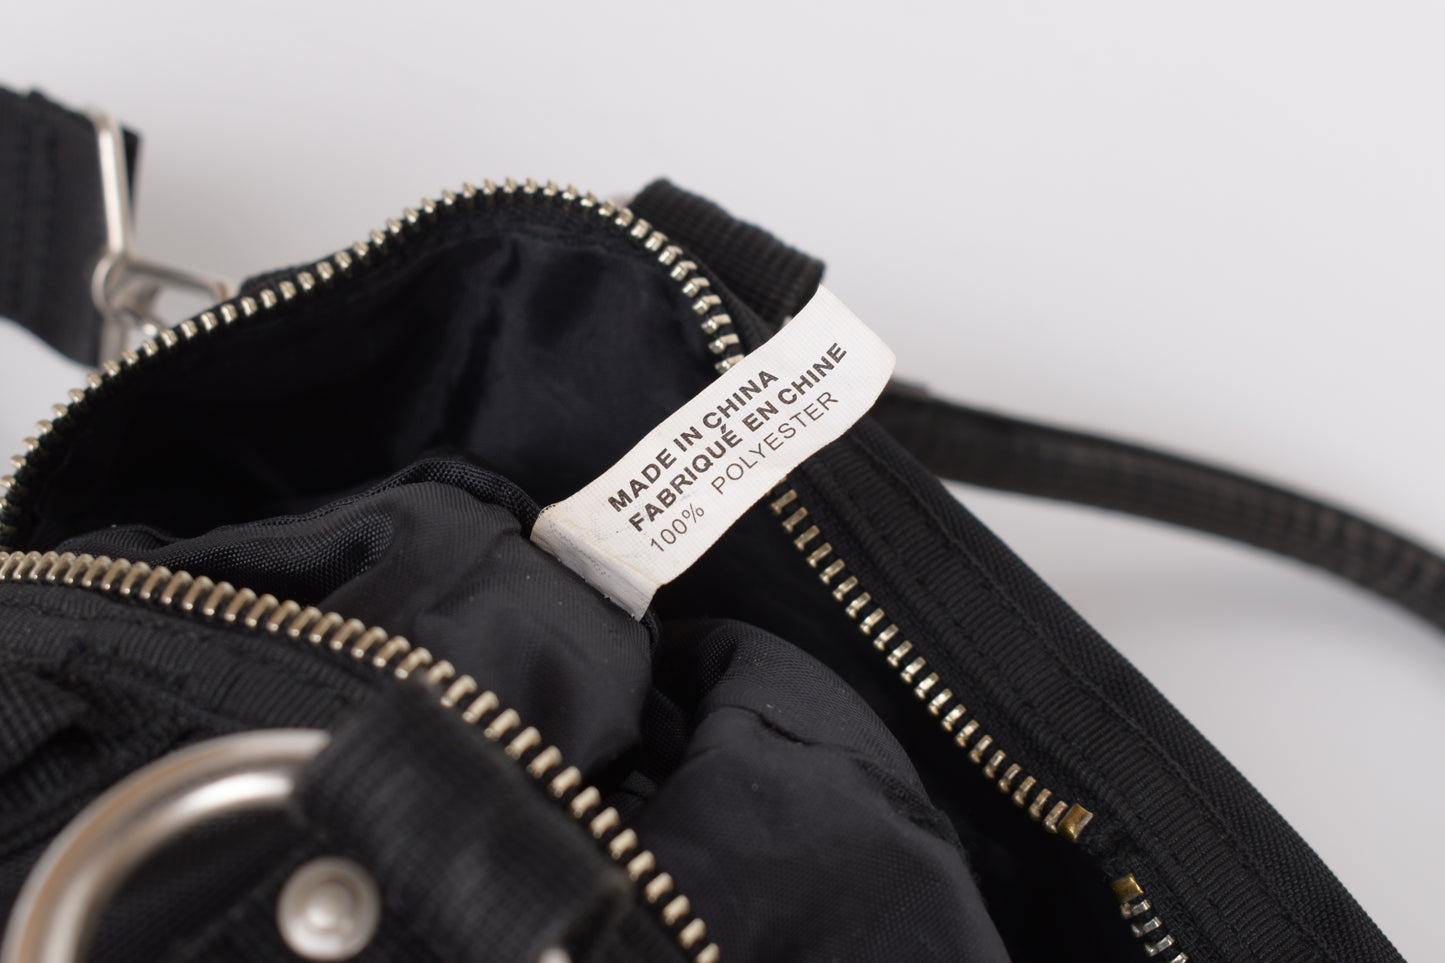 MADE IN CHINA
FABRIQUÉ EN CHINE
100% POLYESTER